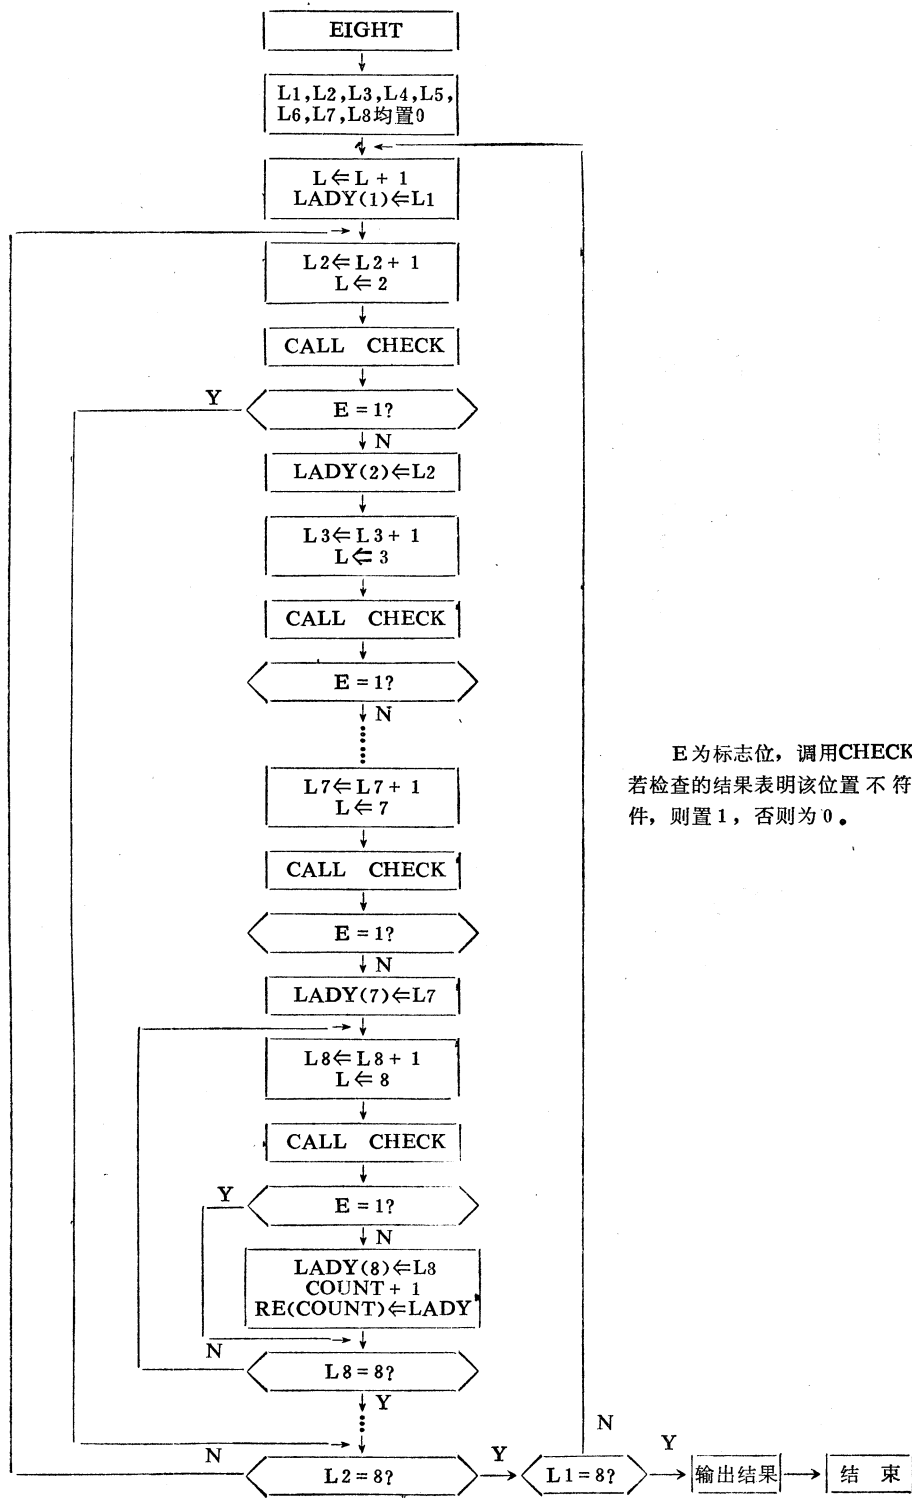 EIGHT
L1,L2,L3,L4,L5,
L6,L7,L8均置0
L⇐L + 1
LADY(1)⇐L1
L2⇐L2 + 1
L⇐2
CALL CHECK
Y
E = 1?
N
LADY(2)⇐L2
L3⇐L3 + 1
L⇐3
CALL CHECK
E = 1?
N
E为标志位，调用CHECK
若检查的结果表明该位置不符
件，则置1，否则为0。
L7⇐L7 + 1
L⇐7
CALL CHECK
E = 1?
N
LADY(7)⇐L7
L8⇐L8 + 1
L⇐8
CALL CHECK
Y
E = 1?
N
LADY(8)⇐L8
COUNT + 1
RE(COUNT)⇐LADY
N
L8=8?
Y
N
L2=8?
Y
L1=8?
N
Y
输出结果
结 束